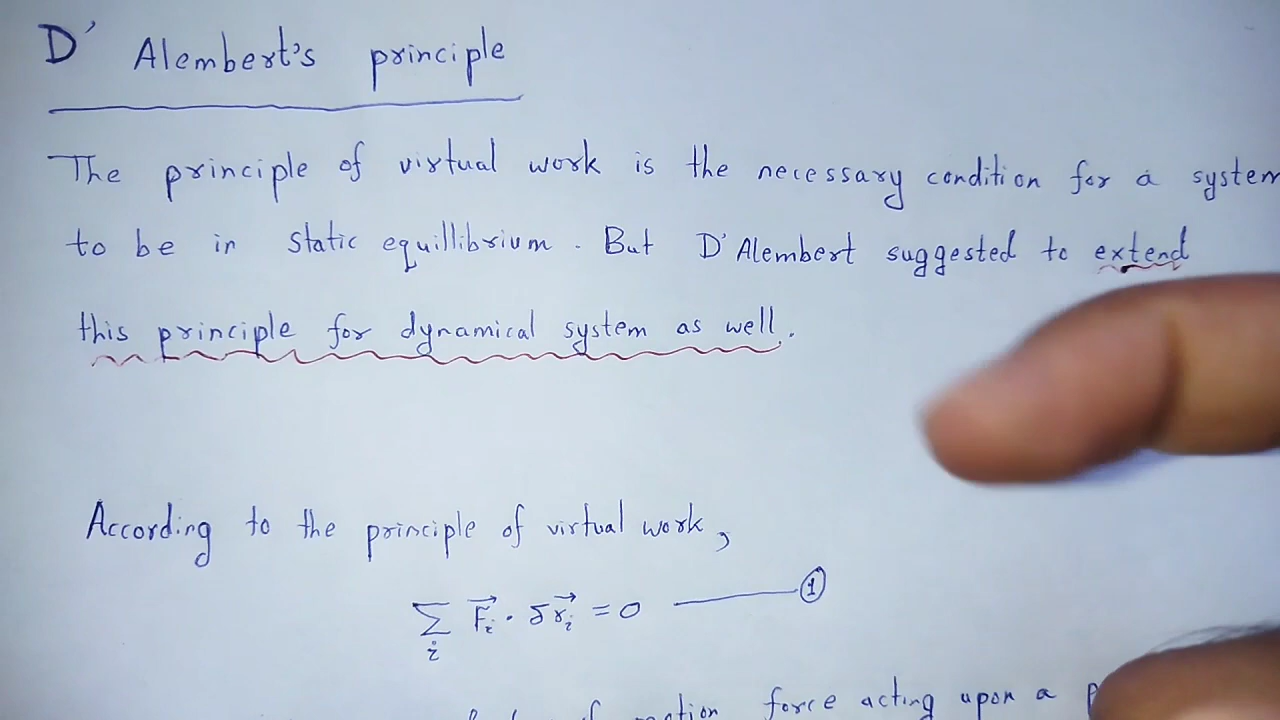 D' Alembert's principle
The principle of virtual work is the necessary condition for a system
to be in static equillibrium. But D'Alembert suggested to extend
this principle for dynamical system as well.
According to the principle of virtual work,
∑ᵢ F⃗ᵢ · δr⃗ᵢ = 0 ——— ①
of motion force acting upon a